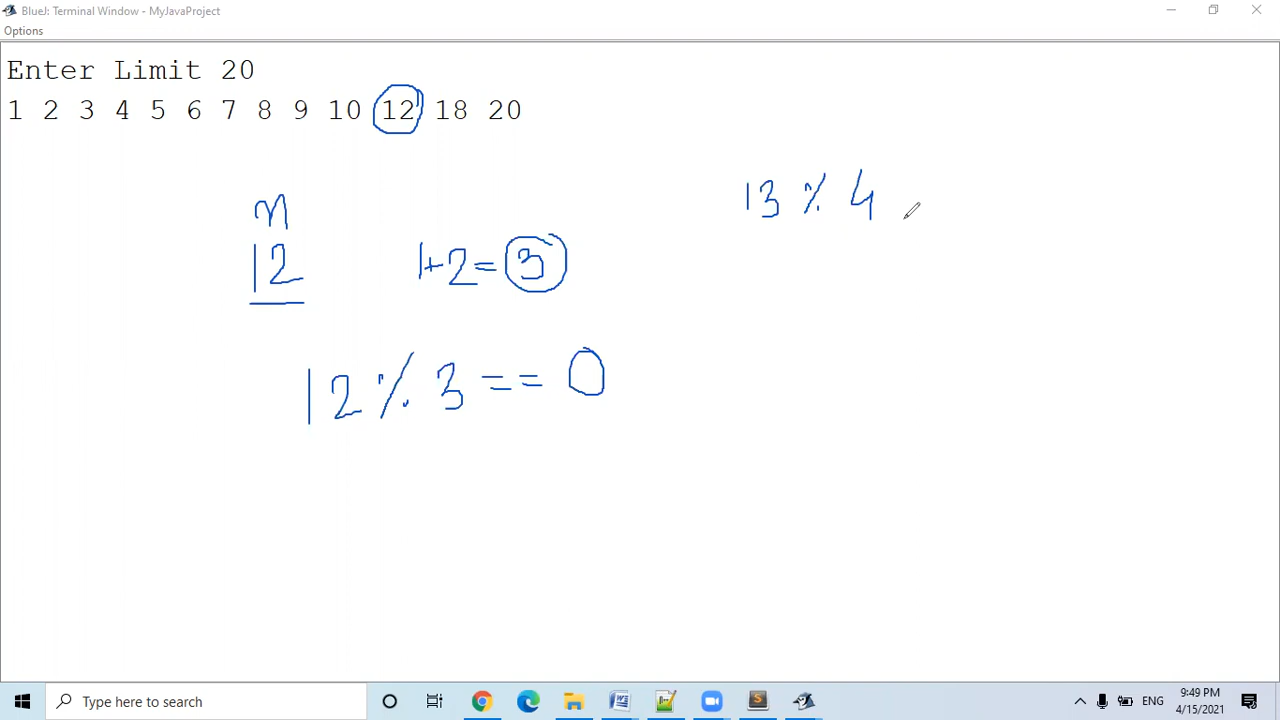 BlueJ: Terminal Window - MyJavaProject
Options
Enter Limit 20
1 2 3 4 5 6 7 8 9 10 12 18 20
13 % 4
n
12
1+2=3
12 % 3 == 0
Type here to search
ENG
9:49 PM
4/15/2021